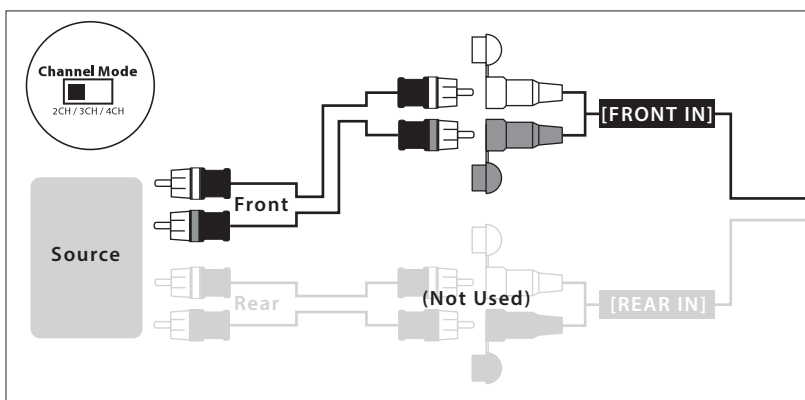 Channel Mode
2CH / 3CH / 4CH
[FRONT IN]
Front
Source
Rear
(Not Used)
[REAR IN]